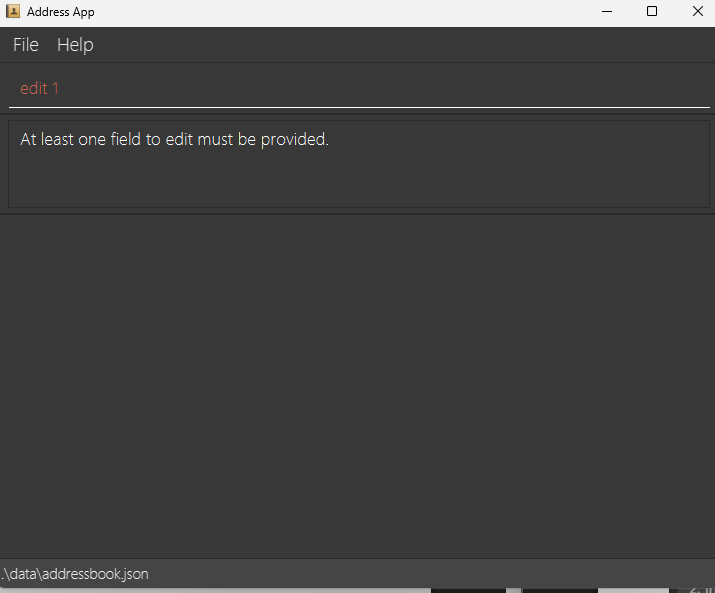 Address App
File Help
edit 1
At least one field to edit must be provided.
.\data\addressbook.json